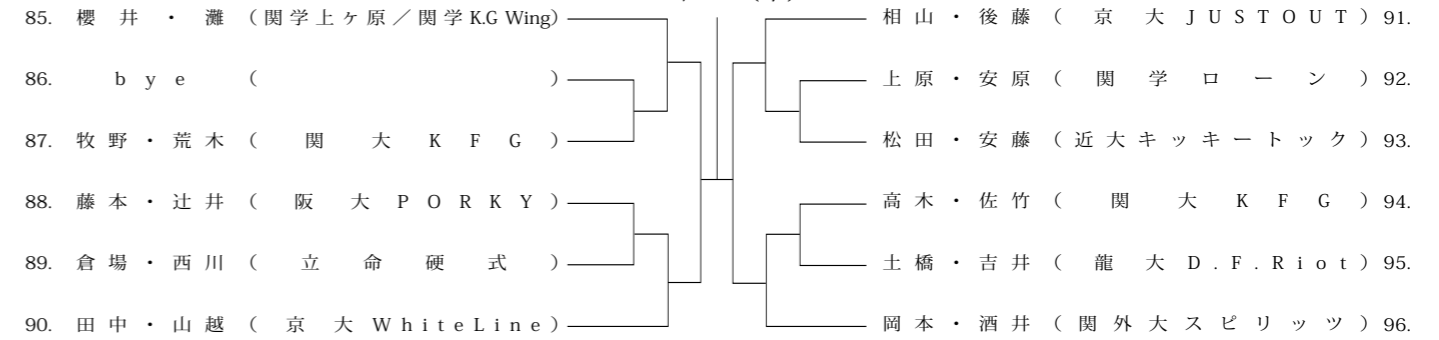 85. 櫻井・灘(関学上ヶ原/関学K.G Wing)
86. bye ( )
87. 牧野・荒木(関大KFG)
88. 藤本・辻井(阪大PORKY)
89. 倉場・西川(立命硬式)
90. 田中・山越(京大WhiteLine)
相山・後藤(京大JUSTOUT)91.
上原・安原(関学ローン)92.
松田・安藤(近大キッキートック)93.
高木・佐竹(関大KFG)94.
土橋・吉井(龍大D.F.Riot)95.
岡本・酒井(関外大スピリッツ)96.